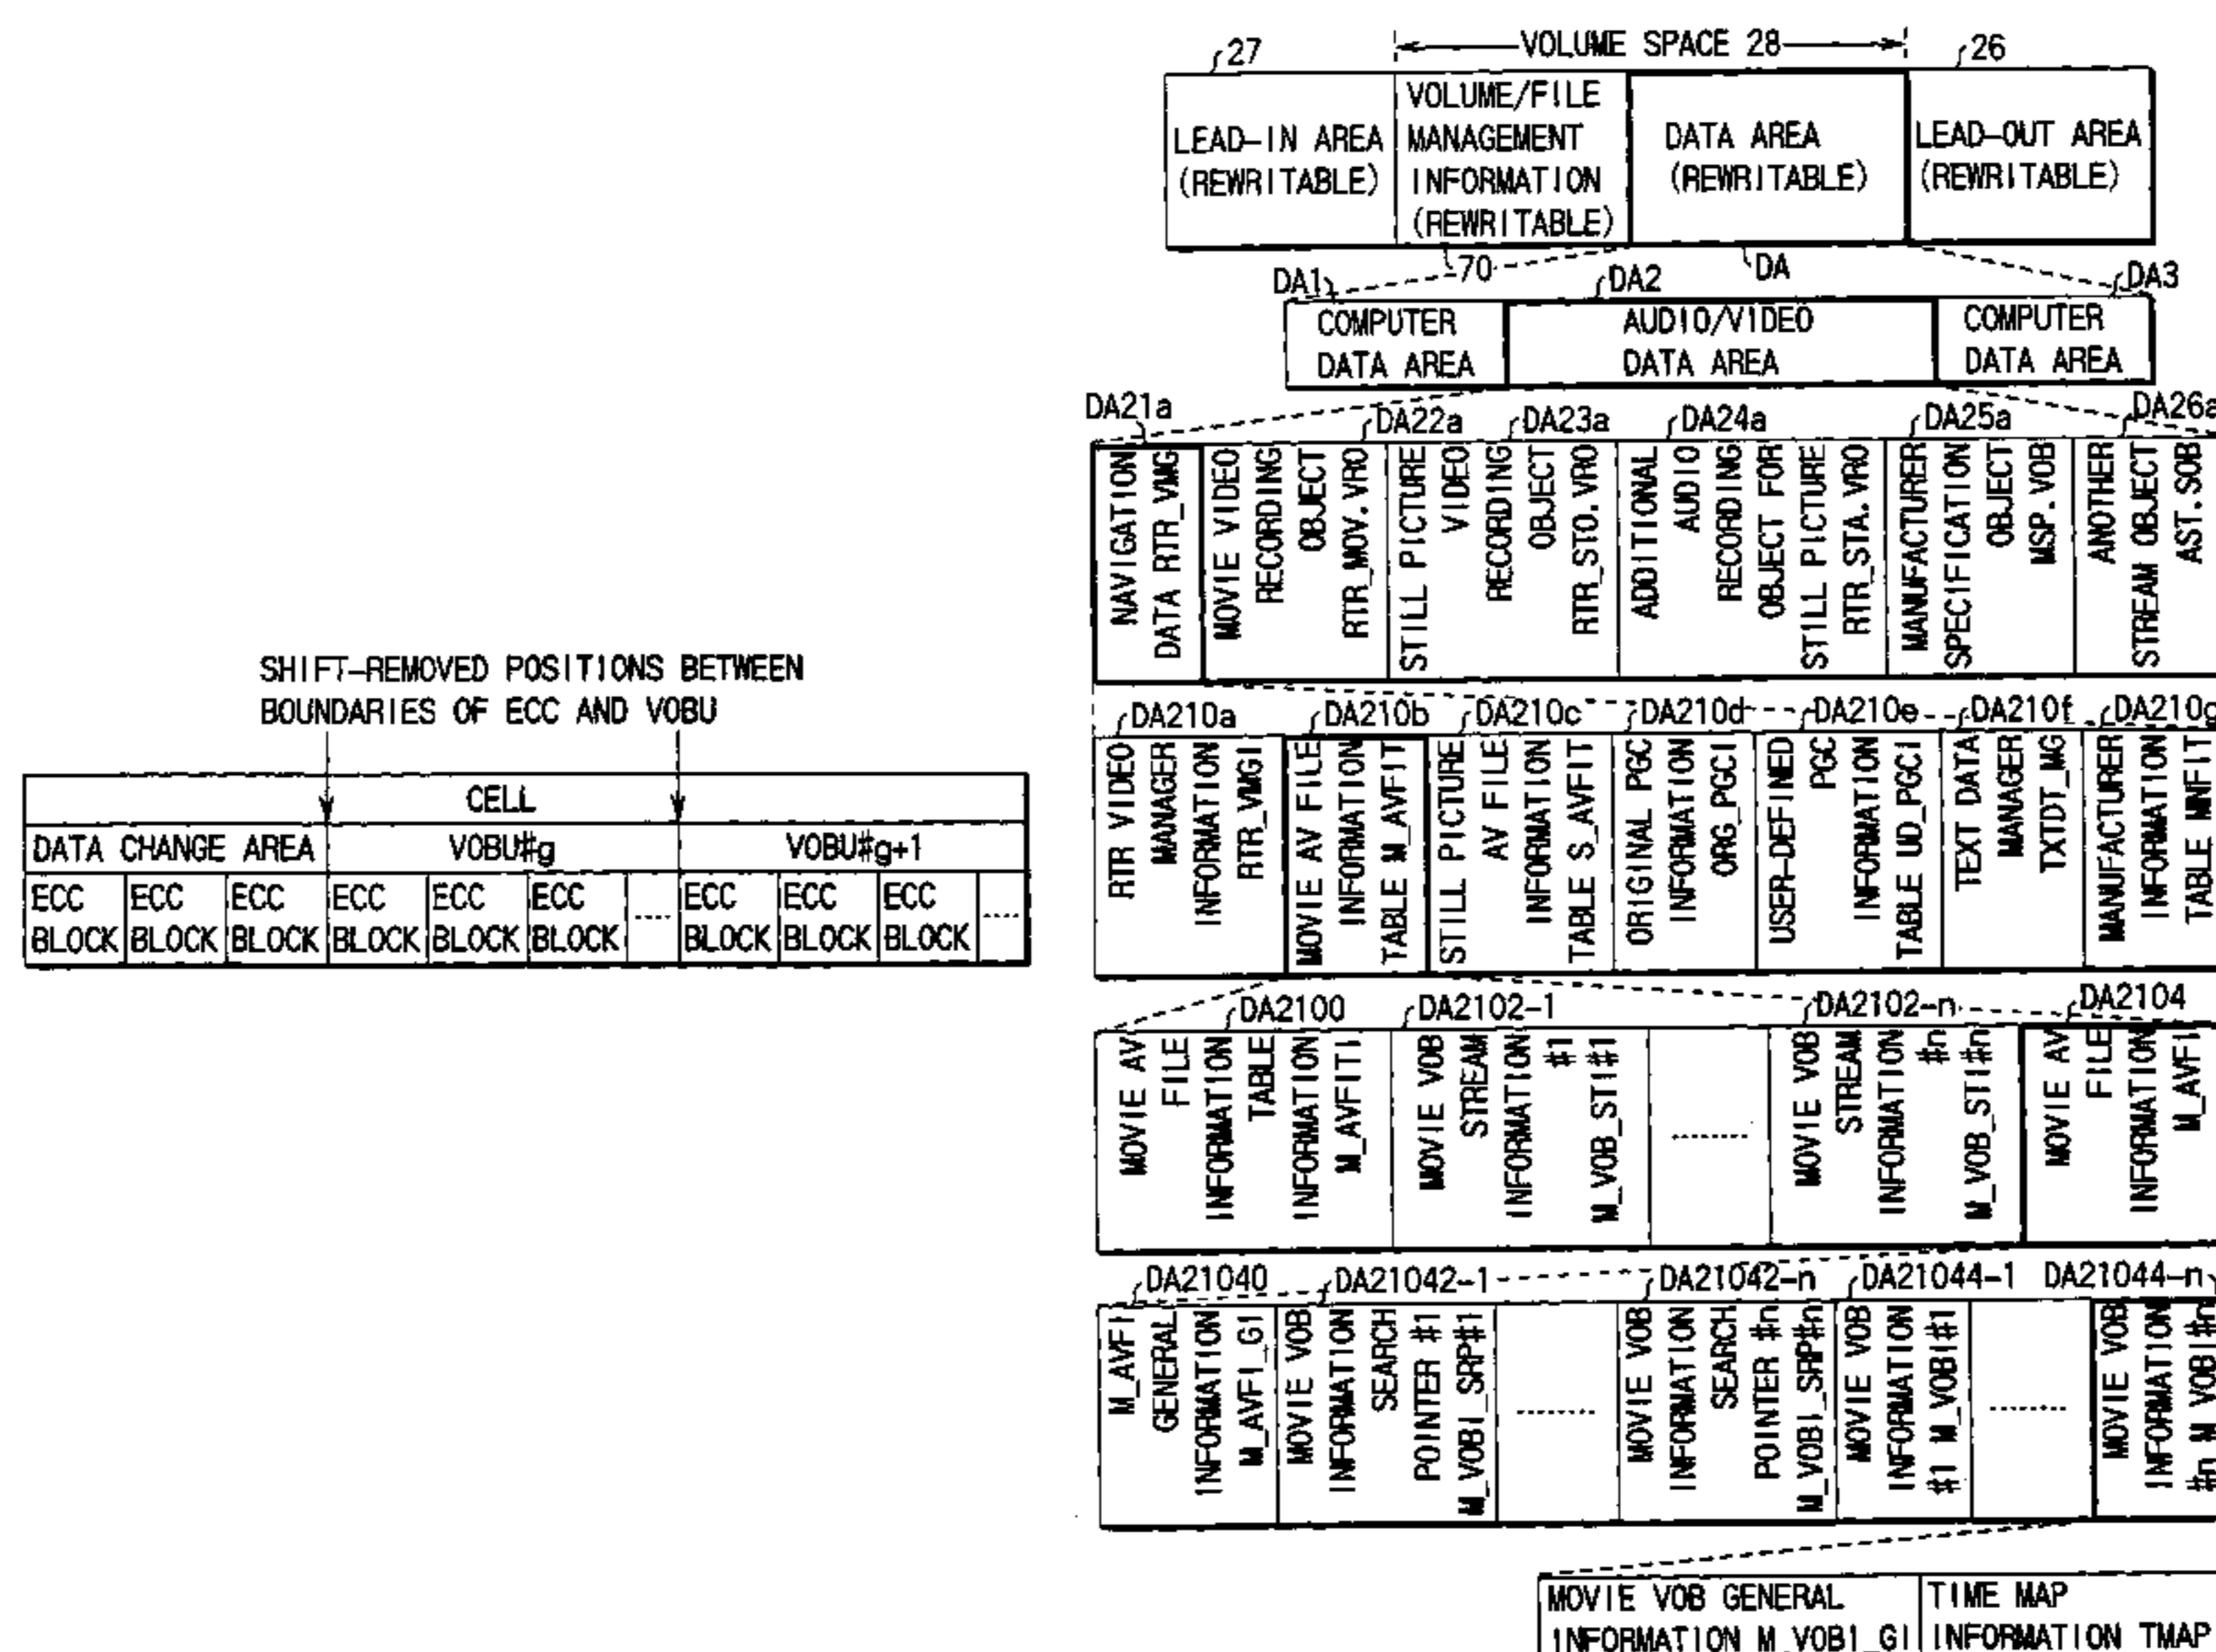 SHIFT-REMOVED POSITIONS BETWEEN
BOUNDARIES OF ECC AND VOBU
CELL
DATA CHANGE AREA VOBU#g VOBU#g+1
ECC BLOCK ECC BLOCK ECC BLOCK ECC BLOCK ECC BLOCK ECC BLOCK ECC BLOCK ECC BLOCK ECC BLOCK
27 VOLUME SPACE 28 26
LEAD-IN AREA (REWRITABLE)
VOLUME/FILE MANAGEMENT INFORMATION (REWRITABLE)
DATA AREA (REWRITABLE)
LEAD-OUT AREA (REWRITABLE)
70 DA
DA1 DA2 DA3
COMPUTER DATA AREA
AUDIO/VIDEO DATA AREA
COMPUTER DATA AREA
DA21a DA22a DA23a DA24a DA25a DA26a
NAVIGATION DATA RTR_VMG
MOVIE VIDEO RECORDING OBJECT RTR_MOV.VRO
STILL PICTURE VIDEO RECORDING OBJECT RTR_STO.VRO
ADDITIONAL AUDIO RECORDING OBJECT FOR STILL PICTURE RTR_STA.VRO
MANUFACTURER SPECIFICATION OBJECT MSP.VOB
ANOTHER STREAM OBJECT AST.SOB
DA210a DA210b DA210c DA210d DA210e DA210f DA210g
RTR VIDEO MANAGER INFORMATION RTR_VMGI
MOVIE AV FILE INFORMATION TABLE M_AVFIT
STILL PICTURE AV FILE INFORMATION TABLE S_AVFIT
ORIGINAL PGC INFORMATION ORG_PGCI
USER-DEFINED PGC INFORMATION TABLE UD_PGCI
TEXT DATA MANAGER TXTDT_MG
MANUFACTURER INFORMATION TABLE MNFIT
DA2100 DA2102-1 DA2102-n DA2104
MOVIE AV FILE INFORMATION TABLE INFORMATION M_AVFITI
MOVIE VOB STREAM INFORMATION #1 M_VOB_STI#1
MOVIE VOB STREAM INFORMATION #n M_VOB_STI#n
MOVIE AV FILE INFORMATION M_AVFI
DA21040 DA21042-1 DA21042-n DA21044-1 DA21044-n
M_AVFI GENERAL INFORMATION M_AVFI_GI
MOVIE VOB INFORMATION SEARCH POINTER #1 M_VOBI_SRP#1
MOVIE VOB INFORMATION SEARCH POINTER #n M_VOBI_SRP#n
MOVIE VOB INFORMATION #1 M_VOBI#1
MOVIE VOB INFORMATION #n M_VOBI#n
MOVIE VOB GENERAL INFORMATION M_VOBI_GI
TIME MAP INFORMATION TMAP